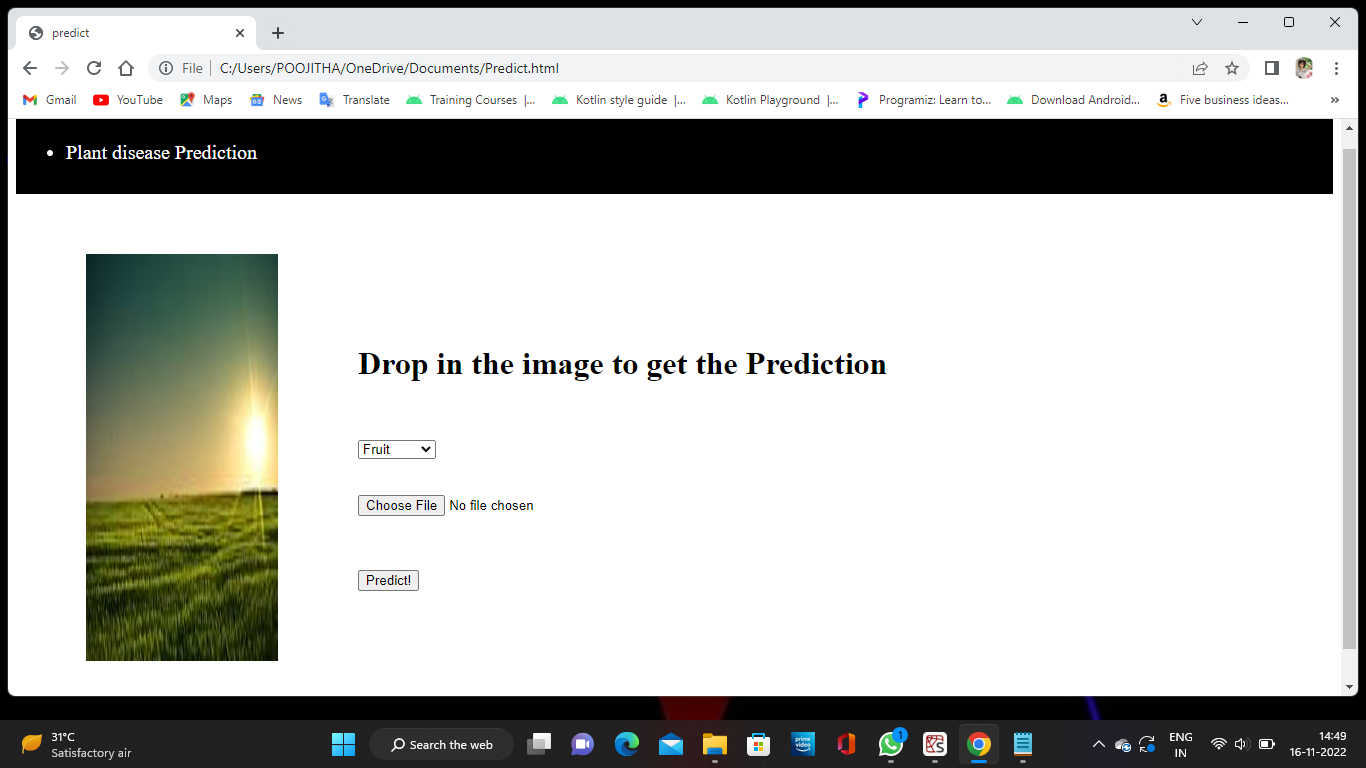 predict
File C:/Users/POOJITHA/OneDrive/Documents/Predict.html
Gmail YouTube Maps News Translate Training Courses |... Kotlin style guide |... Kotlin Playground |... Programiz: Learn to... Download Android... Five business ideas... »
• Plant disease Prediction
Drop in the image to get the Prediction
Fruit
Choose File No file chosen
Predict!
31°C
Satisfactory air
Search the web
prime video
1
ENG
IN
14:49
16-11-2022